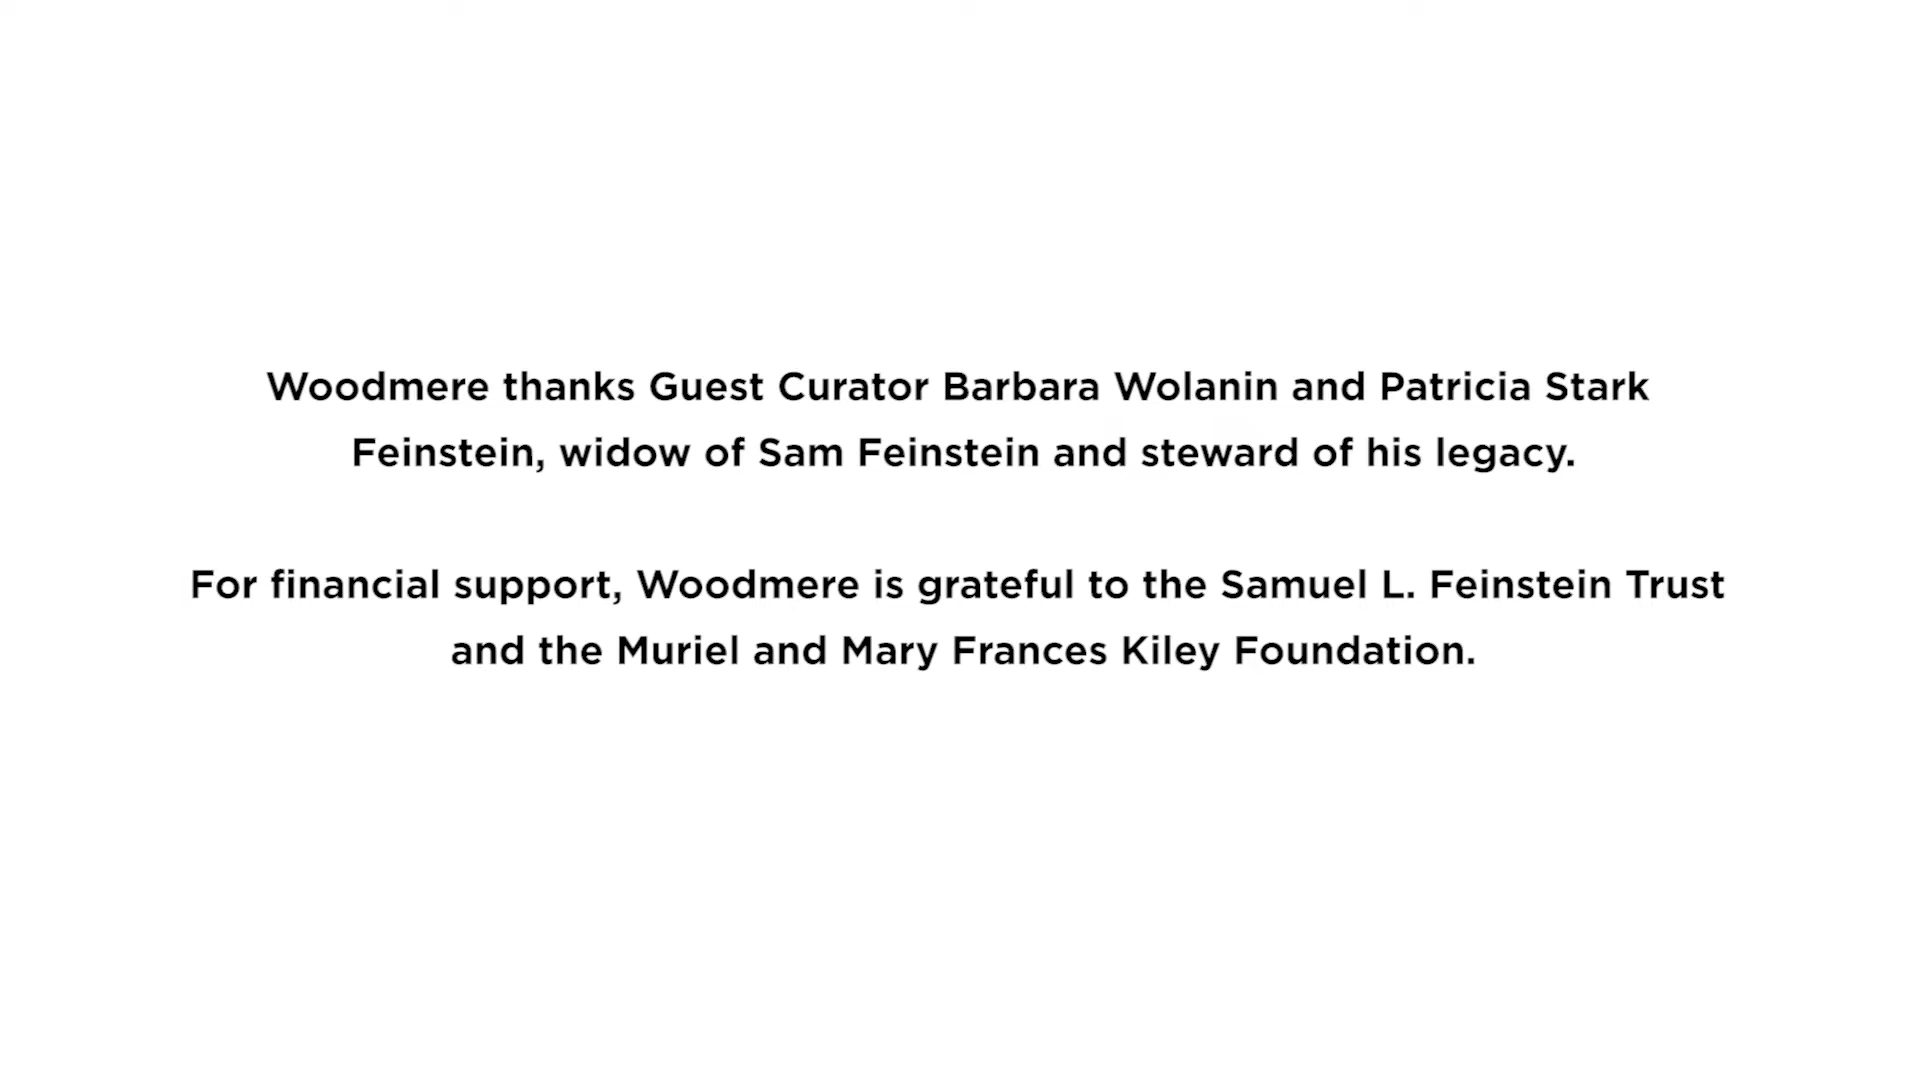 Woodmere thanks Guest Curator Barbara Wolanin and Patricia Stark
Feinstein, widow of Sam Feinstein and steward of his legacy.
For financial support, Woodmere is grateful to the Samuel L. Feinstein Trust
and the Muriel and Mary Frances Kiley Foundation.